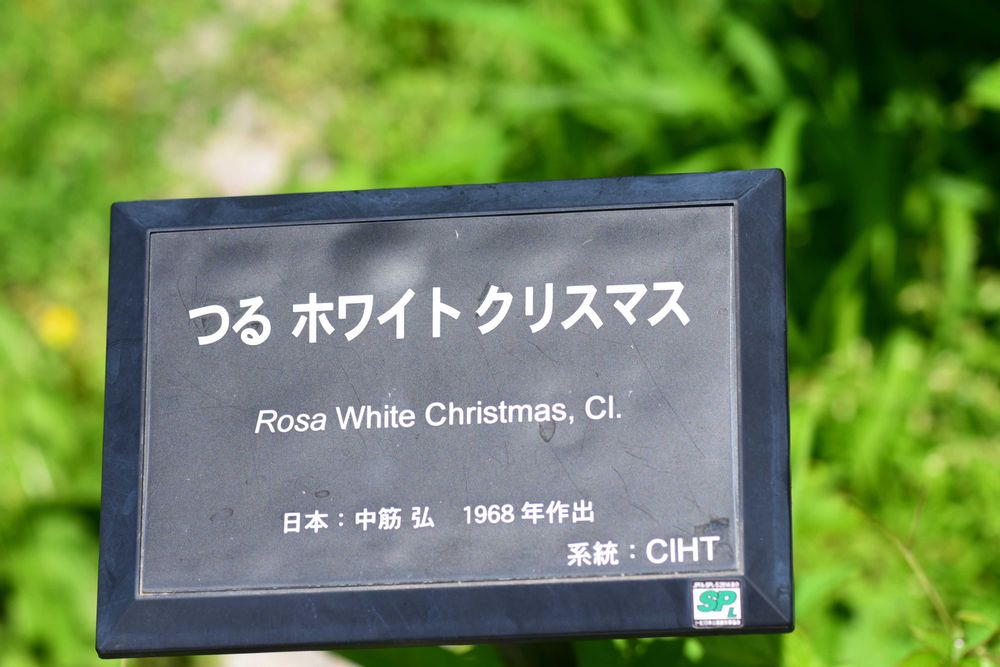 つる ホワイト クリスマス
Rosa White Christmas, Cl.
日本：中筋 弘　1968 年作出
系統：ClHT
SPL